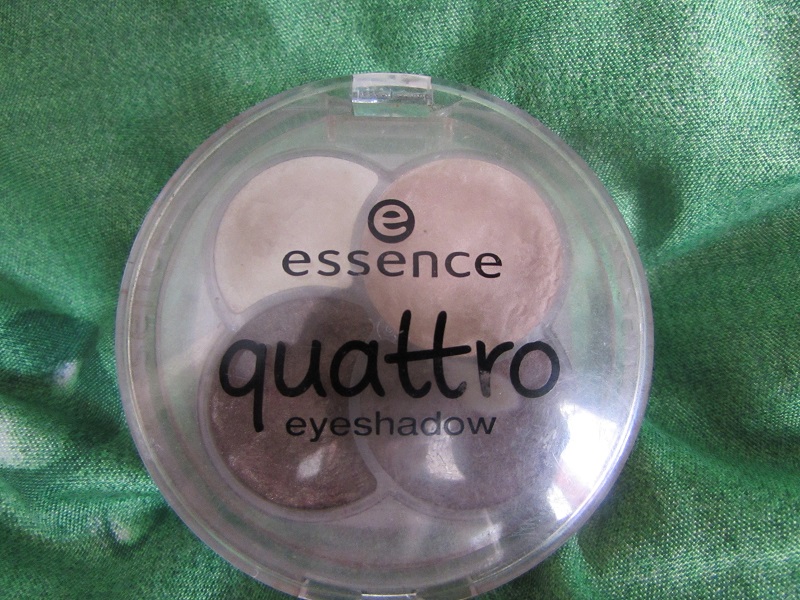 e
essence
quattro
eyeshadow